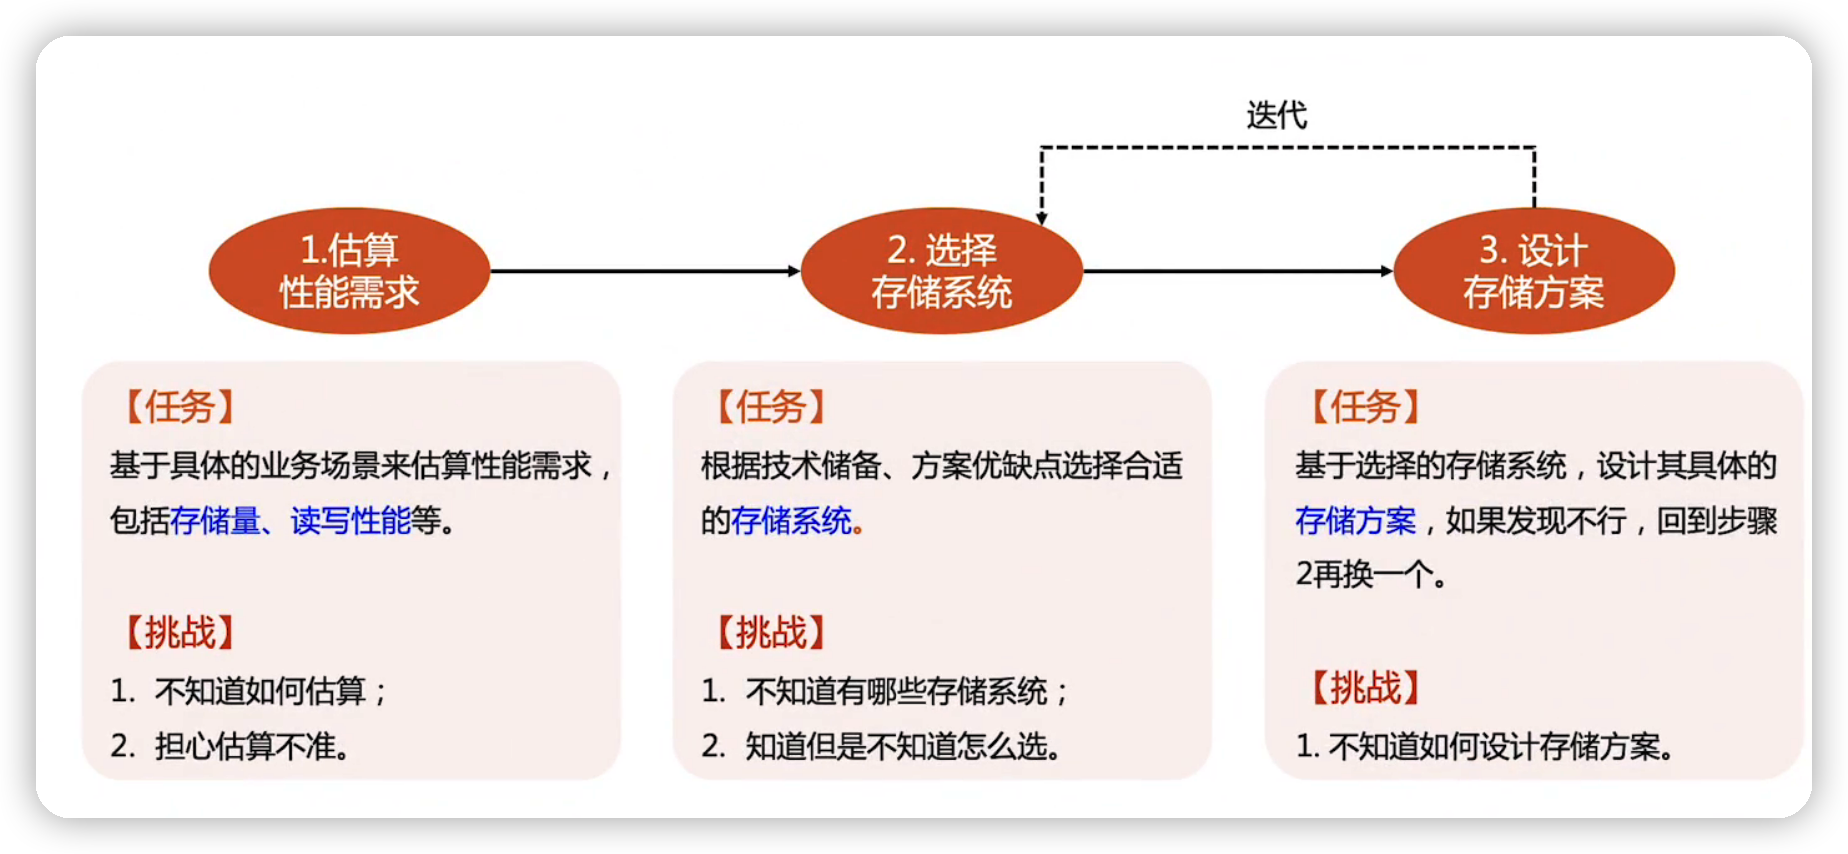 迭代
1.估算
性能需求
2. 选择
存储系统
3. 设计
存储方案
【任务】
基于具体的业务场景来估算性能需求，
包括存储量、读写性能等。
【挑战】
1. 不知道如何估算；
2. 担心估算不准。
【任务】
根据技术储备、方案优缺点选择合适
的存储系统。
【挑战】
1. 不知道有哪些存储系统；
2. 知道但是不知道怎么选。
【任务】
基于选择的存储系统，设计其具体的
存储方案，如果发现不行，回到步骤
2再换一个。
【挑战】
1. 不知道如何设计存储方案。